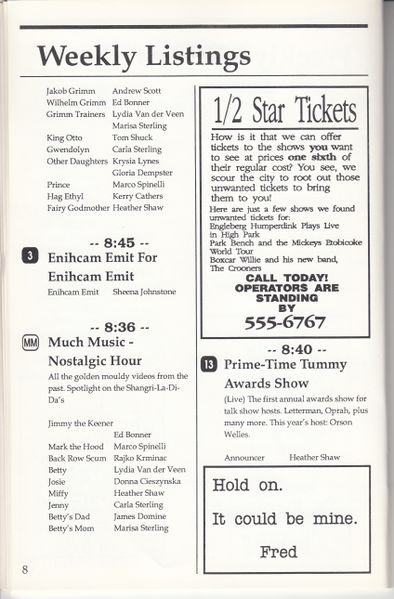 Weekly Listings
Jakob Grimm Andrew Scott
Wilhelm Grimm Ed Bonner
Grimm Trainers Lydia Van der Veen
Marisa Sterling
King Otto Tom Shuck
Gwendolyn Carla Sterling
Other Daughters Krysia Lynes
Gloria Dempster
Prince Marco Spinelli
Hag Ethyl Kerry Cathers
Fairy Godmother Heather Shaw
-- 8:45 --
3 Enihcam Emit For
Enihcam Emit
Enihcam Emit Sheena Johnstone
-- 8:36 --
MM Much Music -
Nostalgic Hour
All the golden mouldy videos from the
past. Spotlight on the Shangri-La-Di-
Da's
Jimmy the Keener
Ed Bonner
Mark the Hood Marco Spinelli
Back Row Scum Rajko Krminac
Betty Lydia Van der Veen
Josie Donna Cieszynska
Miffy Heather Shaw
Jenny Carla Sterling
Betty's Dad James Domine
Betty's Mom Marisa Sterling
8
1/2 Star Tickets
How is it that we can offer
tickets to the shows you want
to see at prices one sixth of
their regular cost? You see, we
scour the city to root out those
unwanted tickets to bring
them to you!
Here are just a few shows we found
unwanted tickets for:
Engleberg Humperdink Plays Live
in High Park
Park Bench and the Mickeys Etobicoke
World Tour
Boxcar Willie and his new band,
The Crooners
CALL TODAY!
OPERATORS ARE
STANDING
BY
555-6767
-- 8:40 --
13 Prime-Time Tummy
Awards Show
(Live) The first annual awards show for
talk show hosts. Letterman, Oprah, plus
many more. This year's host: Orson
Welles.
Announcer Heather Shaw
Hold on.
It could be mine.
Fred